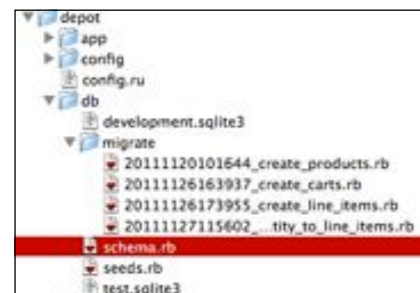 depot
app
config
config.ru
db
development.sqlite3
migrate
20111120101644_create_products.rb
20111126163937_create_carts.rb
20111126173955_create_line_items.rb
20111127115602_...tity_to_line_items.rb
schema.rb
seeds.rb
test.sqlite3